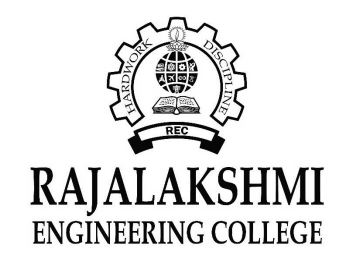 HARDWORK DISCIPLINE
REC
RAJALAKSHMI
ENGINEERING COLLEGE